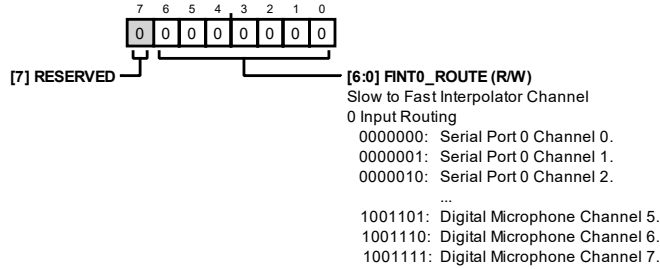 7 6 5 4 3 2 1 0
0 0 0 0 0 0 0 0
[7] RESERVED
[6:0] FINT0_ROUTE (R/W)
Slow to Fast Interpolator Channel
0 Input Routing
0000000: Serial Port 0 Channel 0.
0000001: Serial Port 0 Channel 1.
0000010: Serial Port 0 Channel 2.
...
1001101: Digital Microphone Channel 5.
1001110: Digital Microphone Channel 6.
1001111: Digital Microphone Channel 7.